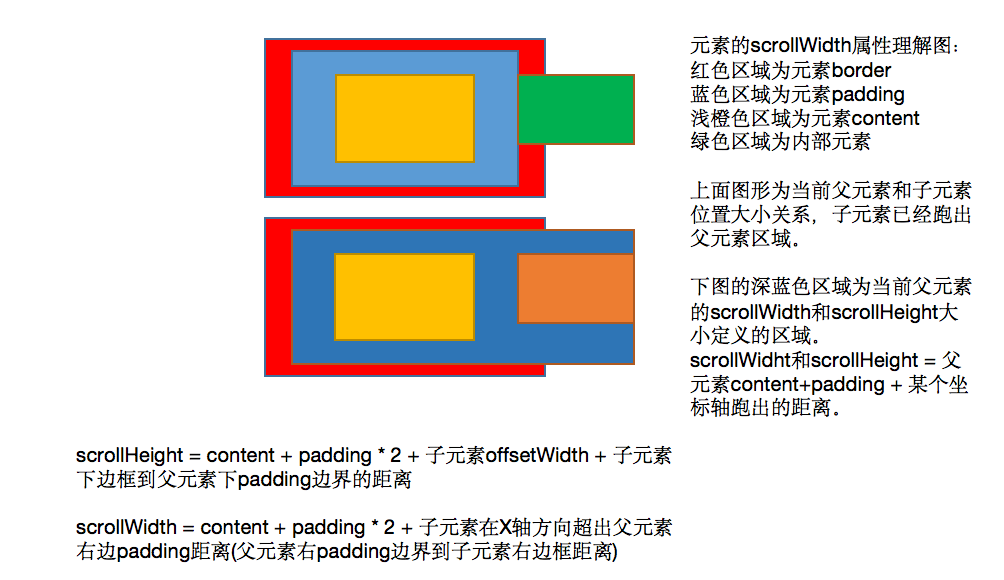 元素的scrollWidth属性理解图：
红色区域为元素border
蓝色区域为元素padding
浅橙色区域为元素content
绿色区域为内部元素
上面图形为当前父元素和子元素
位置大小关系，子元素已经跑出
父元素区域。
下图的深蓝色区域为当前父元素
的scrollWidth和scrollHeight大
小定义的区域。
scrollWidht和scrollHeight = 父
元素content+padding + 某个坐
标轴跑出的距离。
scrollHeight = content + padding * 2 + 子元素offsetWidth + 子元素
下边框到父元素下padding边界的距离
scrollWidth = content + padding * 2 + 子元素在X轴方向超出父元素
右边padding距离(父元素右padding边界到子元素右边框距离)